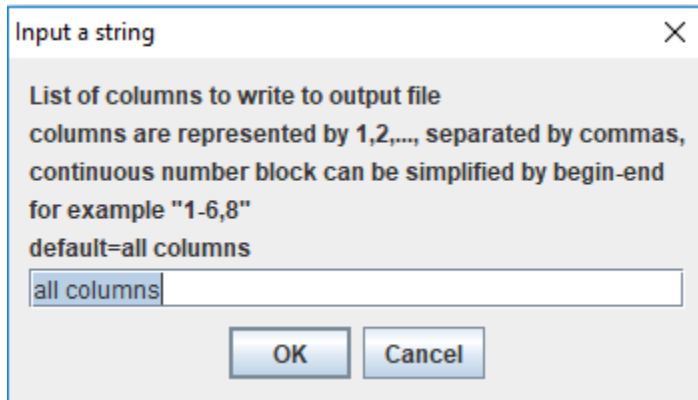 Input a string
List of columns to write to output file
columns are represented by 1,2,..., separated by commas,
continuous number block can be simplified by begin-end
for example "1-6,8"
default=all columns
all columns
OK Cancel